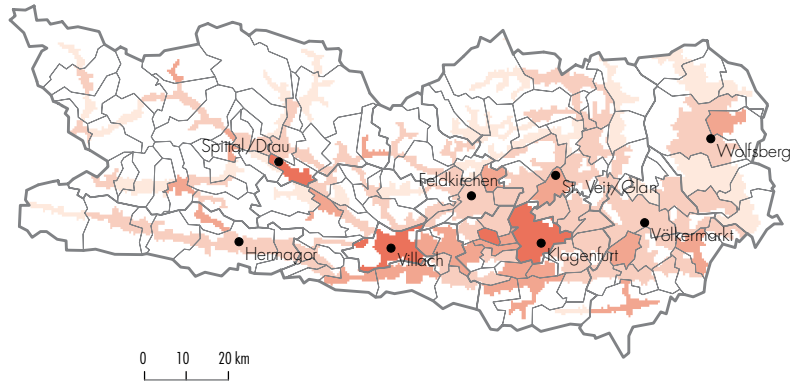 Spittal/Drau
Wolfsberg
Feldkirchen
St. Veit/Glan
Völkermarkt
Hermagor
Villach
Klagenfurt
0 10 20 km